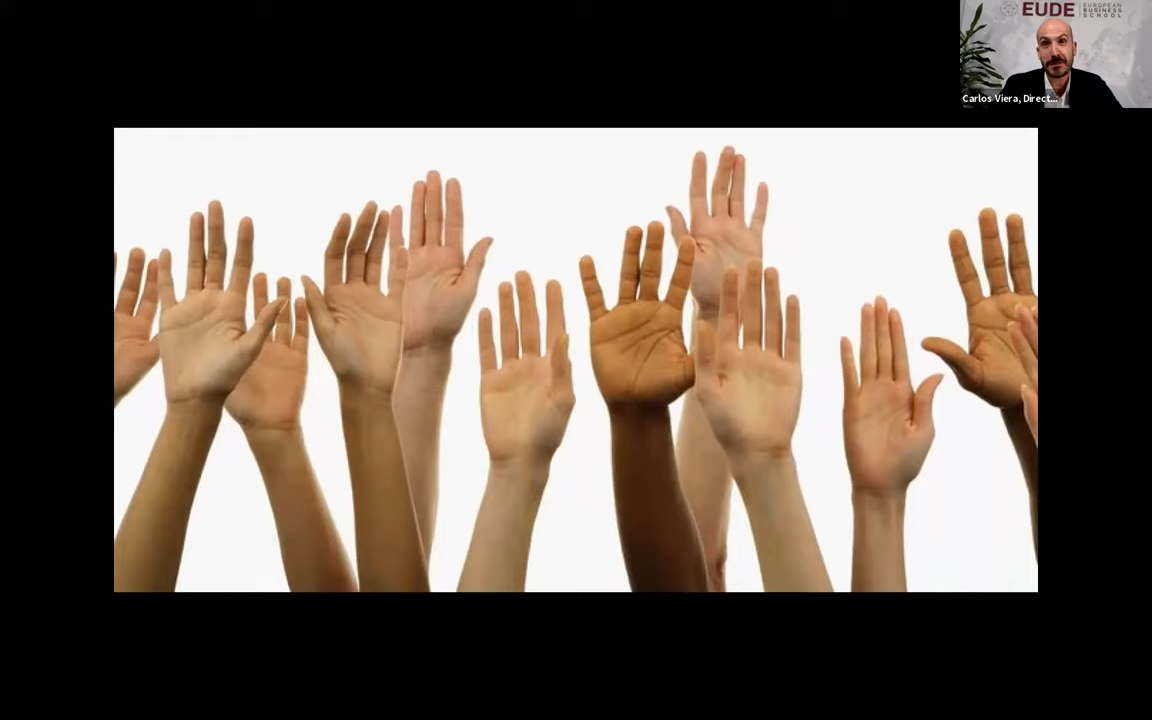 EUDE
EUROPEAN
BUSINESS
SCHOOL
Carlos Viera, Direct...